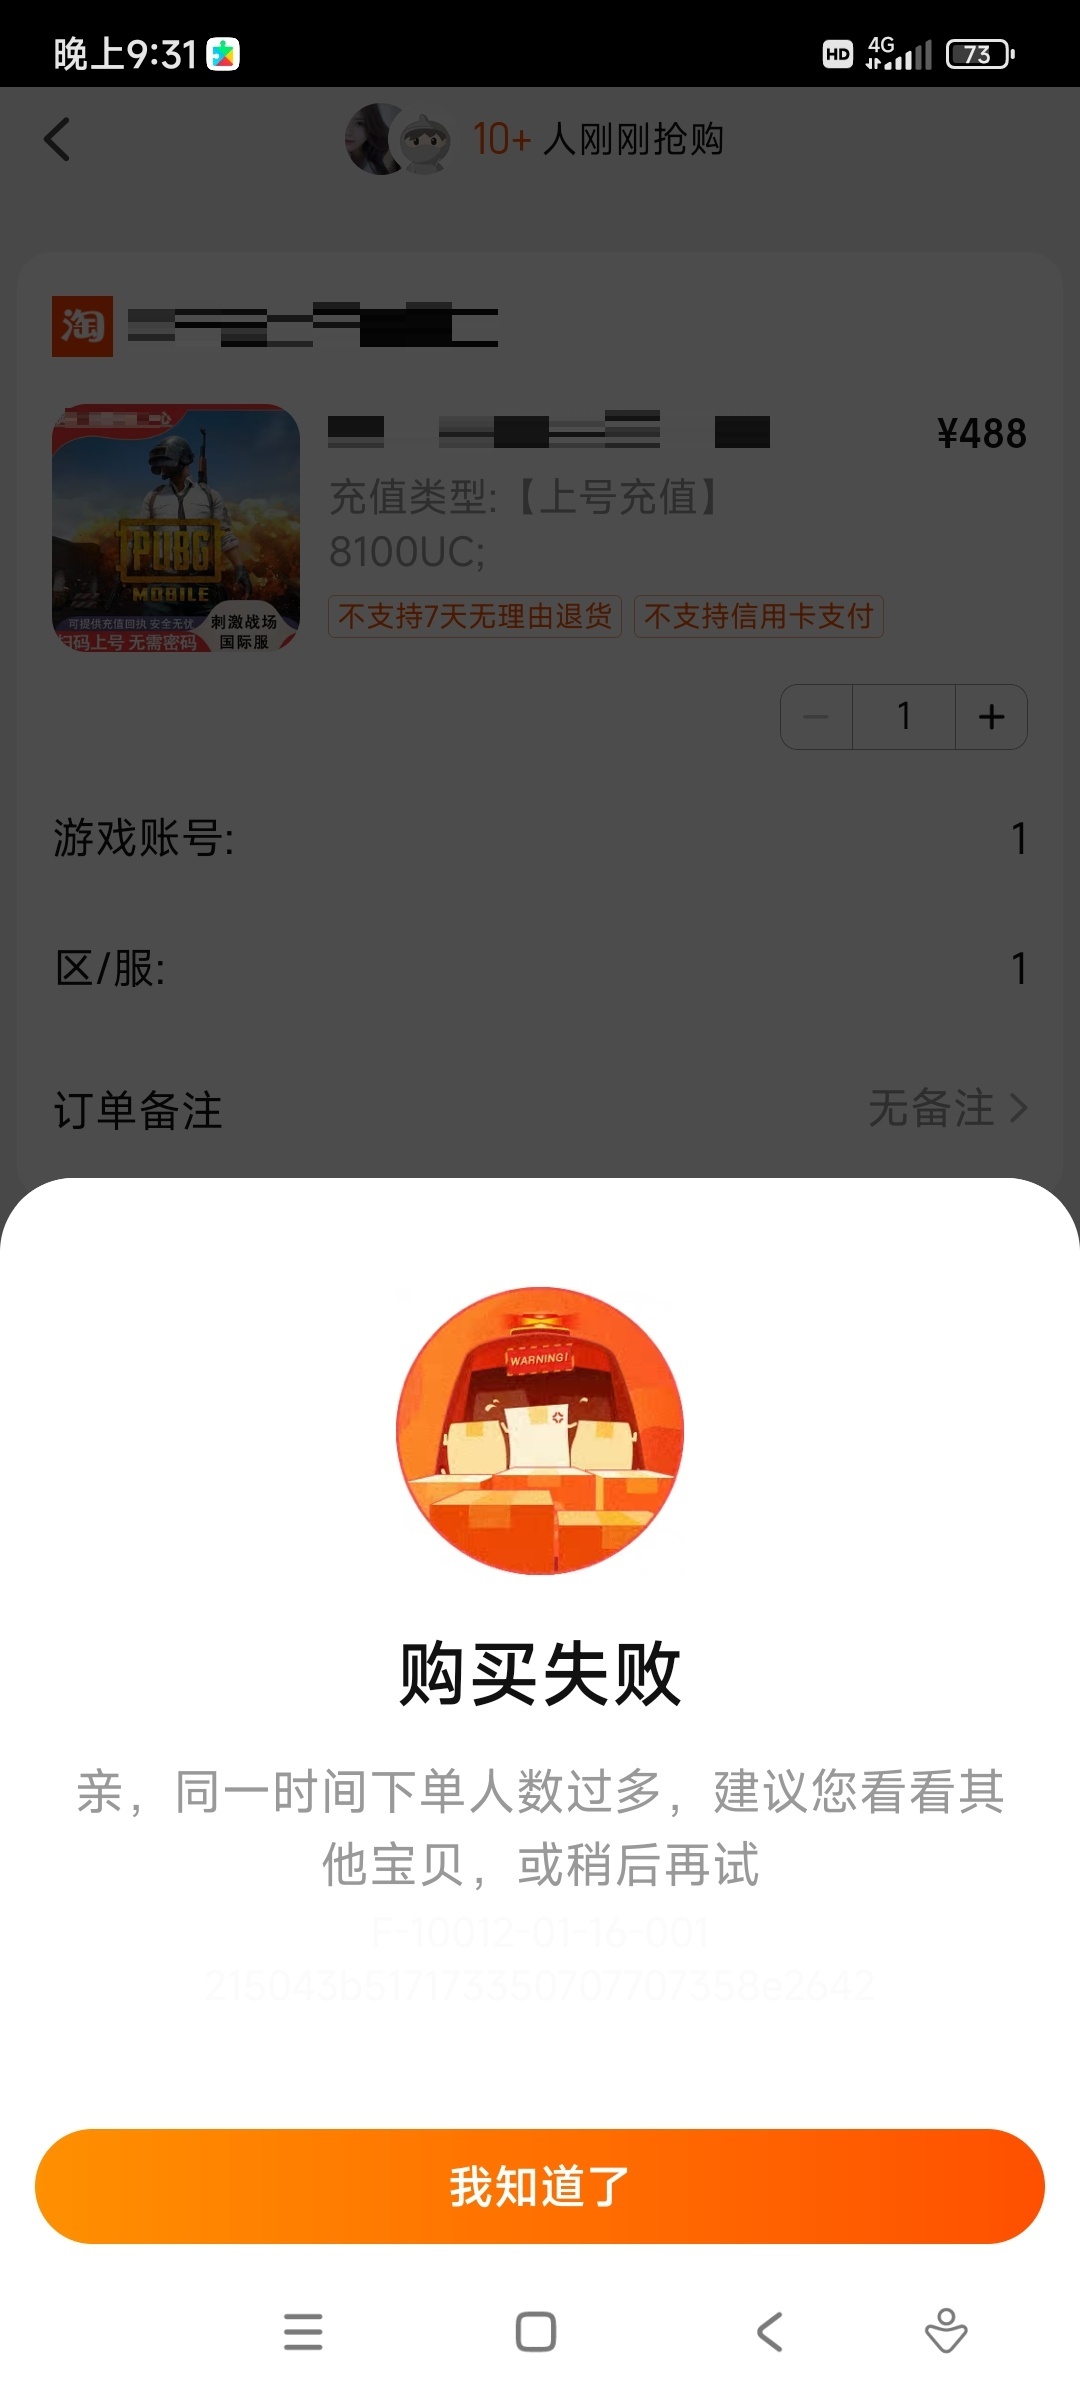 晚上9:31
HD 4G 73
10+ 人刚刚抢购
淘
¥488
充值类型:【上号充值】
8100UC;
不支持7天无理由退货 不支持信用卡支付
心
PUBG
MOBILE
可提供充值回执 安全无忧
扫码上号 无需密码
刺激战场
国际服
1
游戏账号: 1
区/服: 1
订单备注 无备注
WARNING!
购买失败
亲，同一时间下单人数过多，建议您看看其
他宝贝，或稍后再试
F-10012-01-16-001
215043b517173350707707358e2642
我知道了